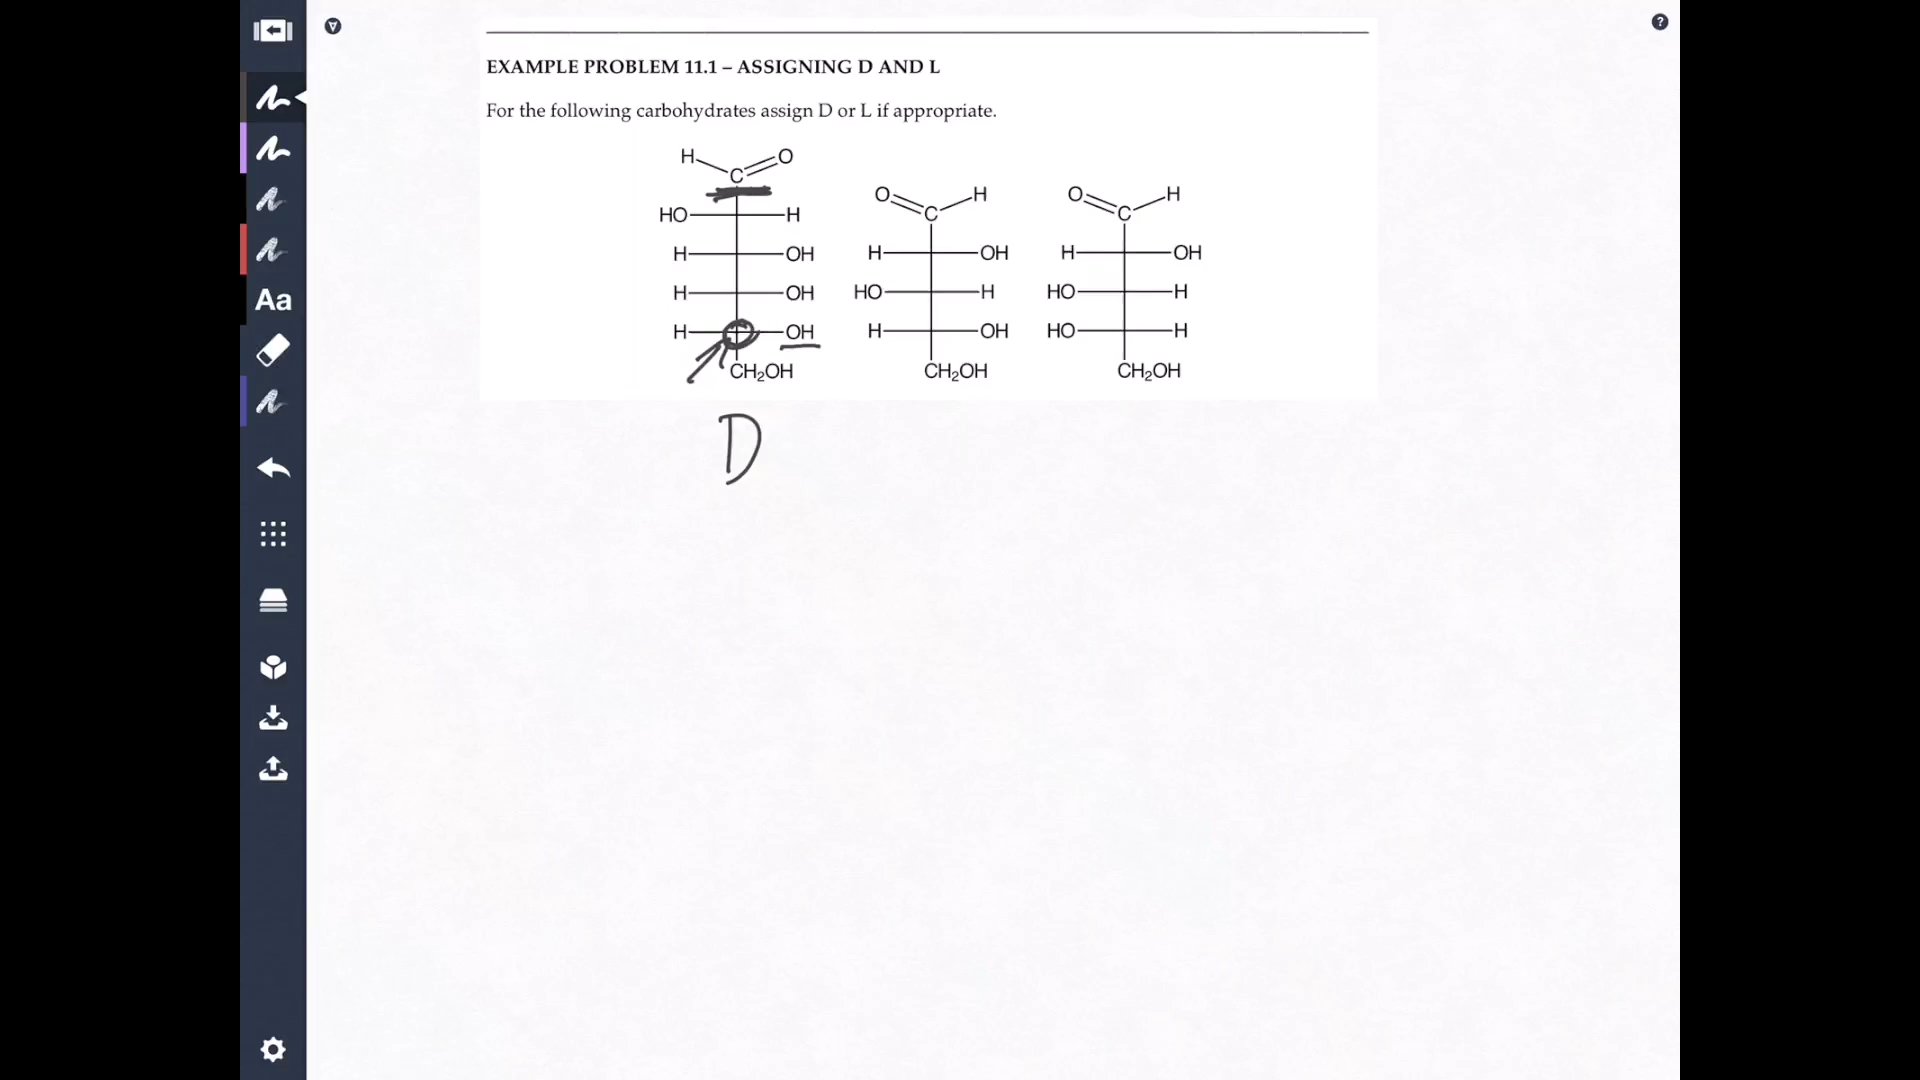 EXAMPLE PROBLEM 11.1 – ASSIGNING D AND L
For the following carbohydrates assign D or L if appropriate.
H O
C
HO H
H OH
H OH
H OH
CH₂OH
O H
C
H OH
HO H
H OH
CH₂OH
O H
C
H OH
HO H
HO H
CH₂OH
D
Aa
?